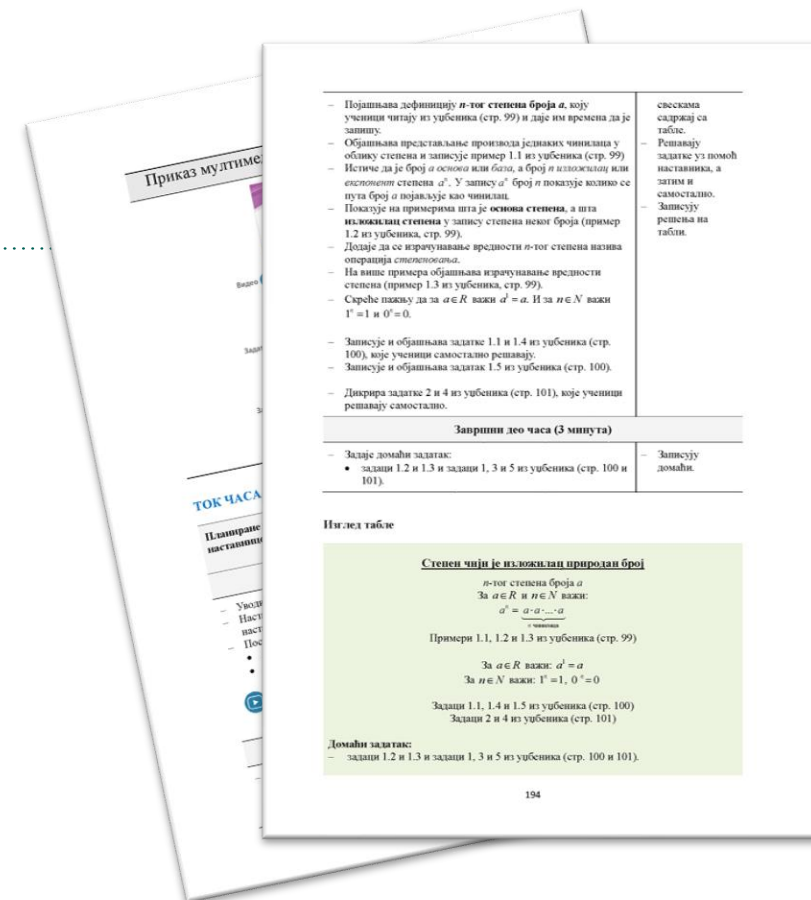 Приказ мултиме
Видео
Зада
За
ТОК ЧАСА
Планиране
наставнице
Уводн
Наст
наст
Пос
– Појашњава дефиницију n-тог степена броја a, коју
ученици читају из уџбеника (стр. 99) и даје им времена да је
запишу.
– Објашњава представљање производа једнаких чинилаца у
облику степена и записује пример 1.1 из уџбеника (стр. 99)
– Истиче да је број a основа или база, а број n изложилац или
експонент степена aⁿ. У запису aⁿ број n показује колико се
пута број a појављује као чинилац.
– Показује на примерима шта је основа степена, а шта
изложилац степена у запису степена неког броја (пример
1.2 из уџбеника, стр. 99).
– Додаје да се израчунавање вредности n-тог степена назива
операција степеновања.
– На више примера објашњава израчунавање вредности
степена (пример 1.3 из уџбеника, стр. 99).
– Скреће пажњу да за a∈R важи a¹ = a. И за n∈N важи
1ⁿ =1 и 0ⁿ=0.
– Записује и објашњава задатке 1.1 и 1.4 из уџбеника (стр.
100), које ученици самостално решавају.
– Записује и објашњава задатак 1.5 из уџбеника (стр. 100).
– Дикрира задатке 2 и 4 из уџбеника (стр. 101), које ученици
решавају самостално.
свескама
садржај са
табле.
– Решавају
задатке уз помоћ
наставника, а
затим и
самостално.
– Записују
решења на
табли.
Завршни део часа (3 минута)
– Задаје домаћи задатак:
• задаци 1.2 и 1.3 и задаци 1, 3 и 5 из уџбеника (стр. 100 и
101).
– Записују
домаћи.
Изглед табле
Степен чији је изложилац природан број
n-тог степена броја a
За a∈R и n∈N важи:
aⁿ = a·a·...·a
n чинилаца
Примери 1.1, 1.2 и 1.3 из уџбеника (стр. 99)
За a∈R важи: a¹ = a
За n∈N важи: 1ⁿ =1, 0ⁿ=0
Задаци 1.1, 1.4 и 1.5 из уџбеника (стр. 100)
Задаци 2 и 4 из уџбеника (стр. 101)
Домаћи задатак:
– задаци 1.2 и 1.3 и задаци 1, 3 и 5 из уџбеника (стр. 100 и 101).
194